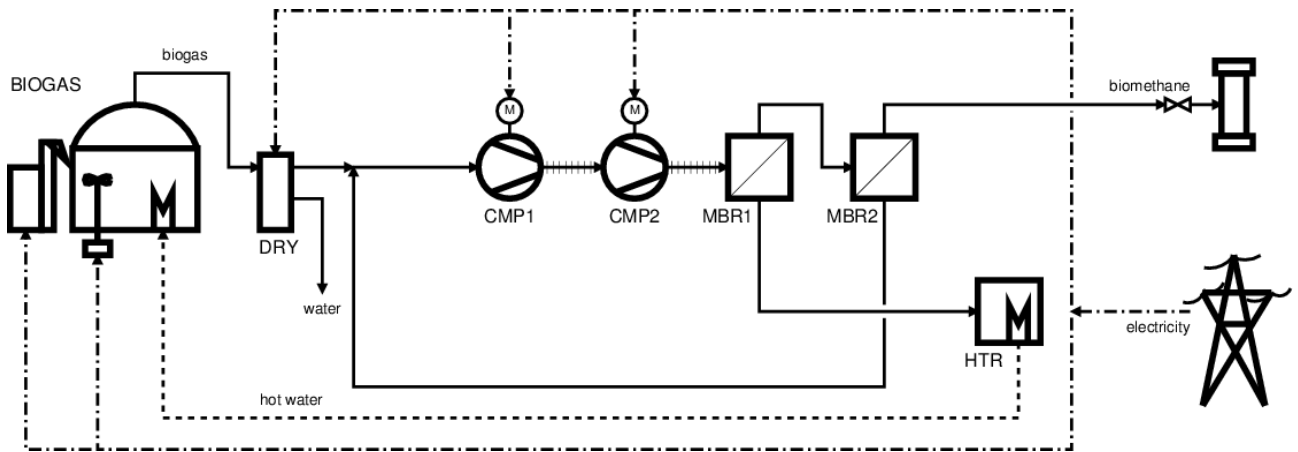 biogas
BIOGAS
biomethane
M
M
CMP1
CMP2
MBR1
MBR2
DRY
water
electricity
HTR
hot water